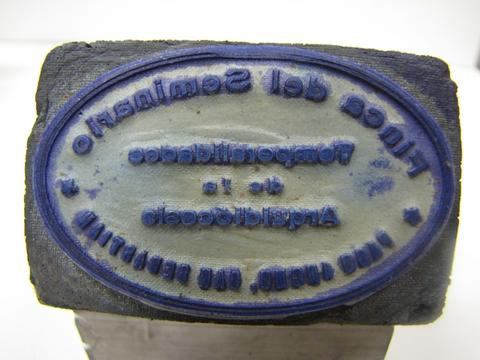 Finca del Seminario
Temporalidades
de la
Arquidiócesis
PASO ANCHO, SAN SEBASTIAN